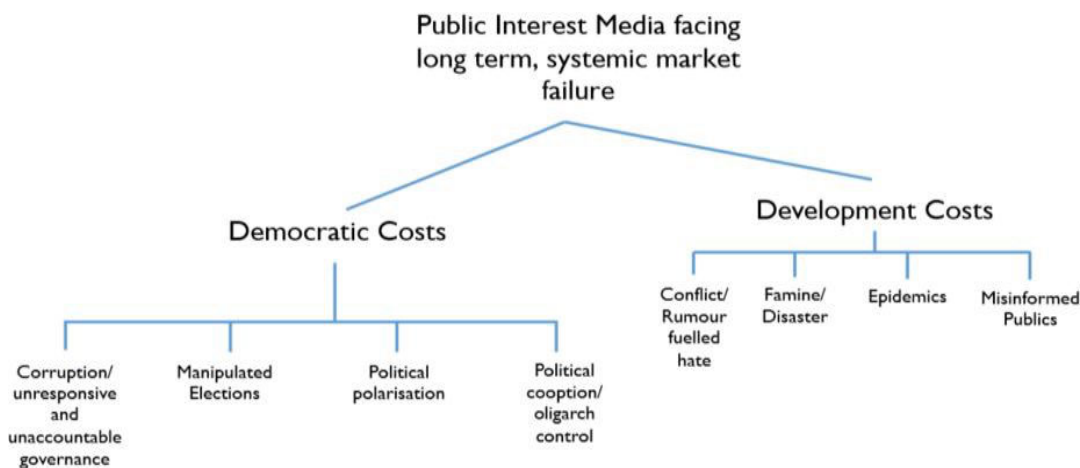 Public Interest Media facing
long term, systemic market
failure
Democratic Costs
Corruption/
unresponsive
and
unaccountable
governance
Manipulated
Elections
Political
polarisation
Political
cooption/
oligarch
control
Development Costs
Conflict/
Rumour
fuelled
hate
Famine/
Disaster
Epidemics
Misinformed
Publics